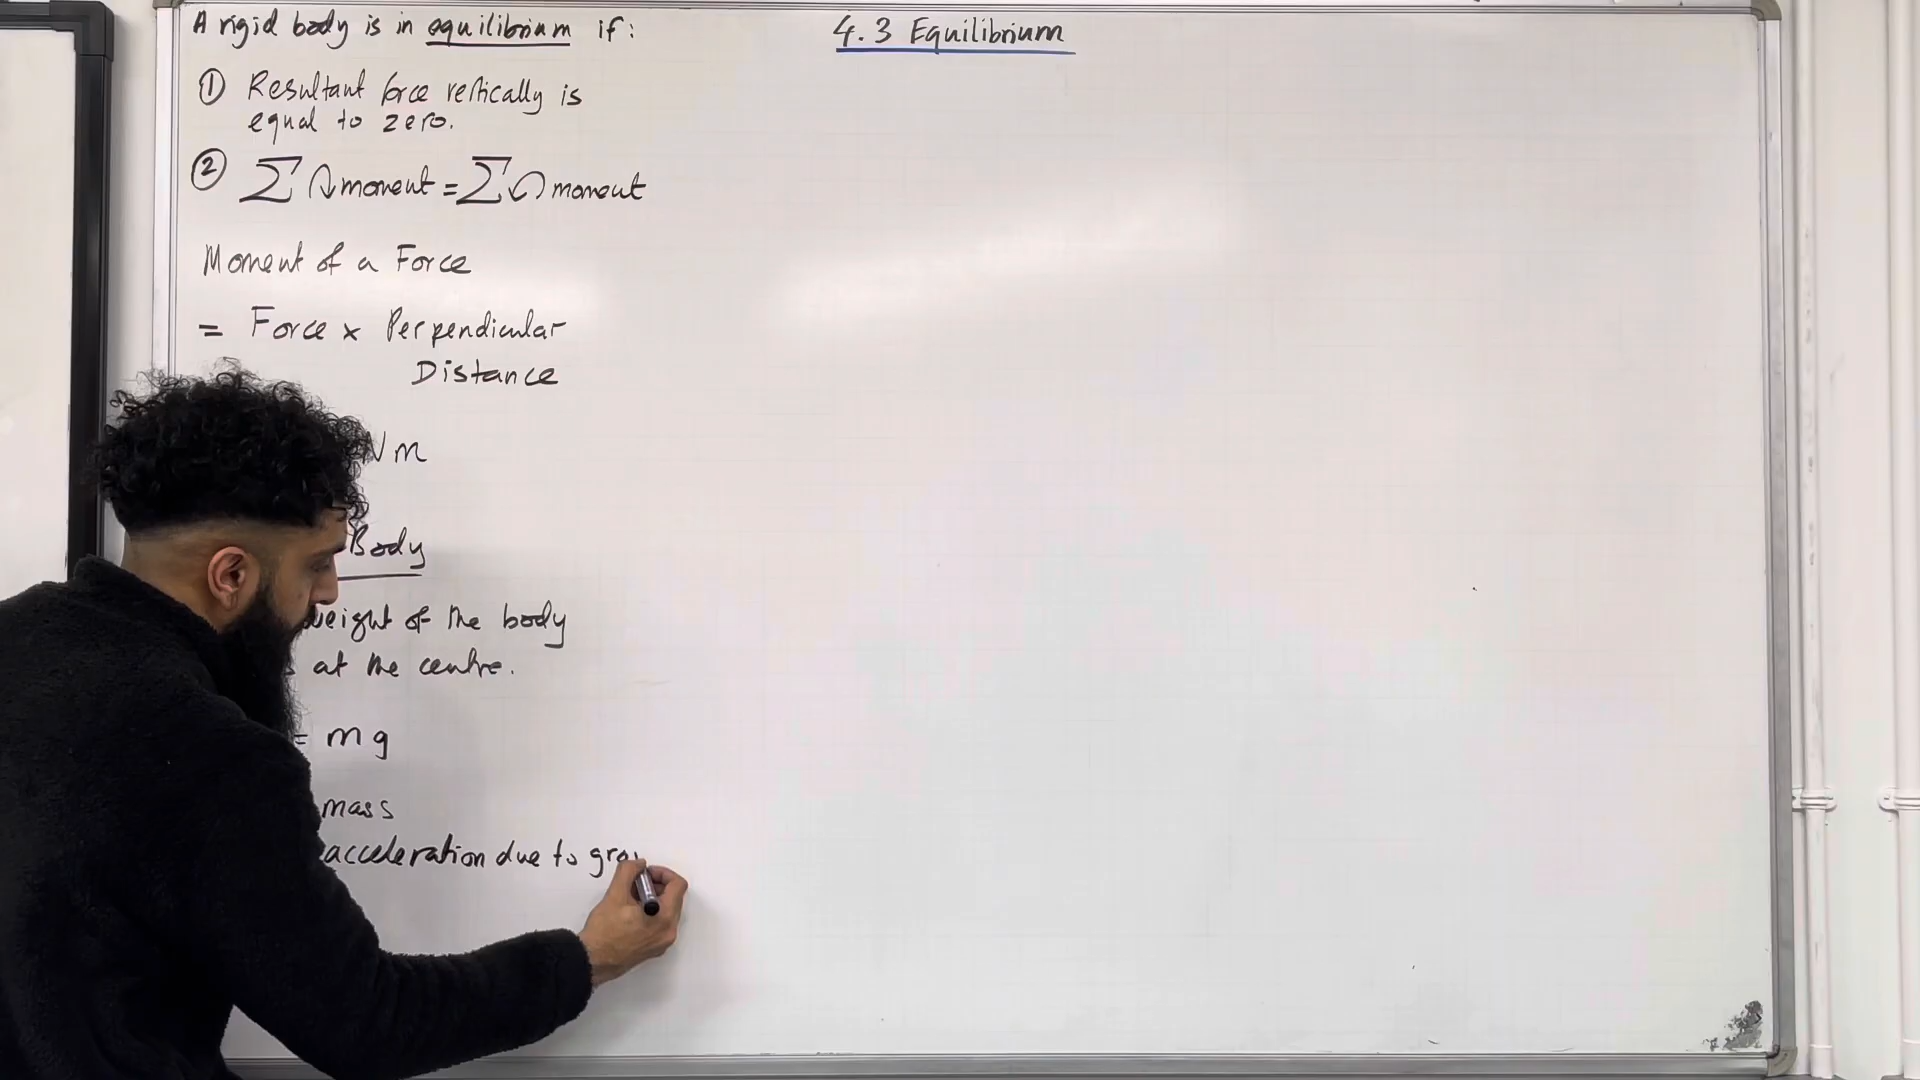 4.3 Equilibrium
A rigid body is in equilibrium if:
① Resultant force vertically is
equal to zero.
② ∑ ↻ moment = ∑ ↺ moment
Moment of a Force
= Force × Perpendicular
Distance
Nm
Body
weight of the body
at the centre.
= mg
mass
acceleration due to gra